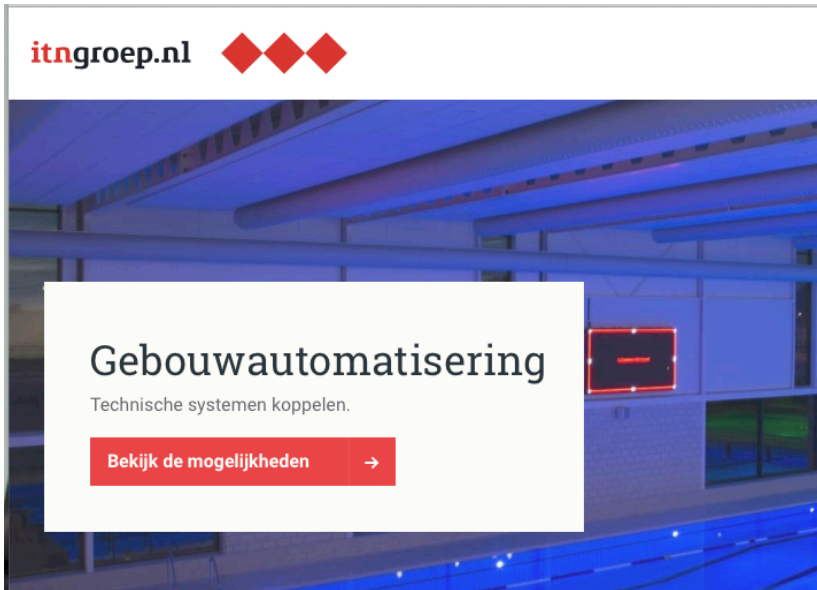 itngroep.nl
Gebouwautomatisering
Technische systemen koppelen.
Bekijk de mogelijkheden